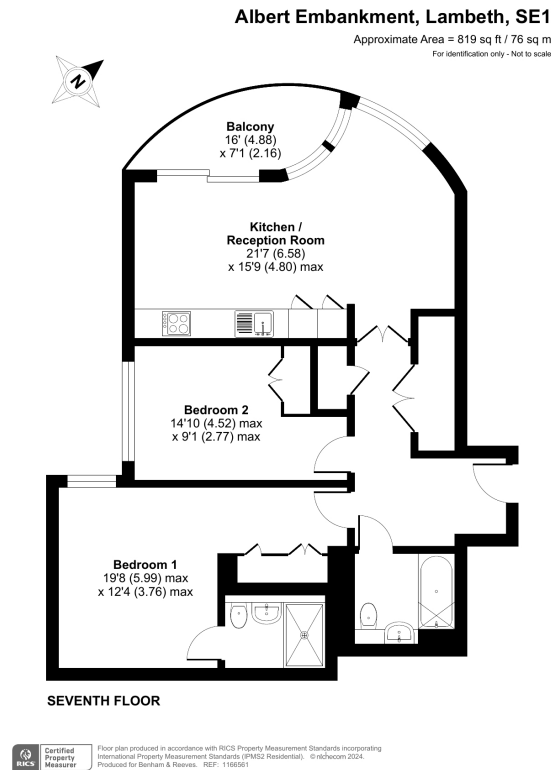 Albert Embankment, Lambeth, SE1
Approximate Area = 819 sq ft / 76 sq m
For identification only - Not to scale
N
Balcony
16' (4.88)
x 7'1 (2.16)
Kitchen /
Reception Room
21'7 (6.58)
x 15'9 (4.80) max
Bedroom 2
14'10 (4.52) max
x 9'1 (2.77) max
Bedroom 1
19'8 (5.99) max
x 12'4 (3.76) max
SEVENTH FLOOR
RICS
Certified
Property
Measurer
Floor plan produced in accordance with RICS Property Measurement Standards incorporating
International Property Measurement Standards (IPMS2 Residential). ©nichecom 2024.
Produced for Benham & Reeves. REF: 1166561